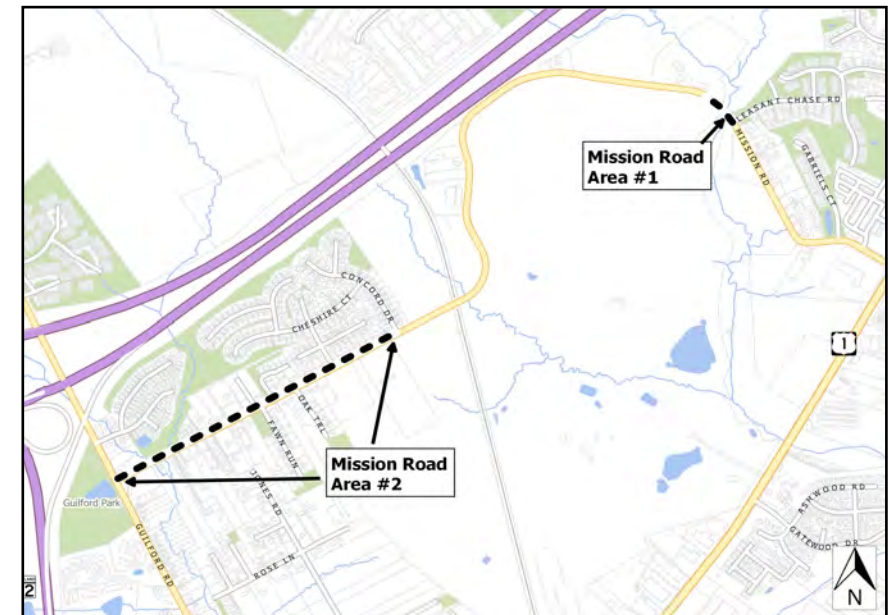 LEASANT CHASE RD
MISSION RD
Mission Road
Area #1
GABRIELS CT
CONCORD DR
CHESHIRE CT
1
OAK TRL
FAWN RUN
Mission Road
Area #2
JONES RD
Guilford Park
GUILFORD RD
ROSE LN
ASHWOOD RD
GATEWOOD DR
2
N